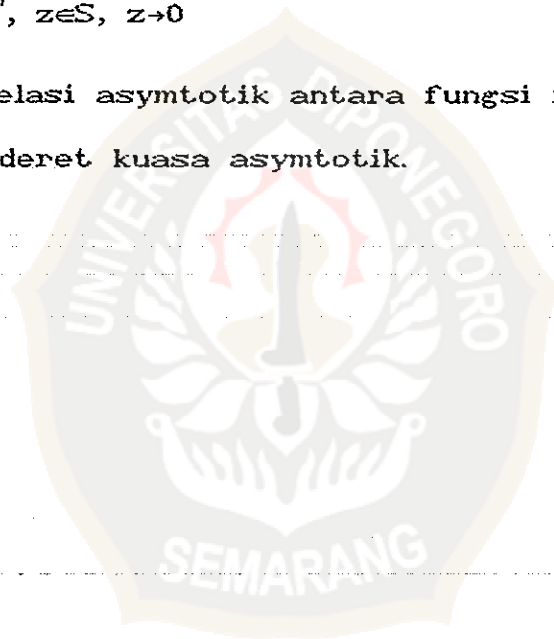 , z∈S, z→0
elasi asymtotik antara fungsi
deret kuasa asymtotik.
UNIVERSITAS DIPONEGORO
SEMARANG